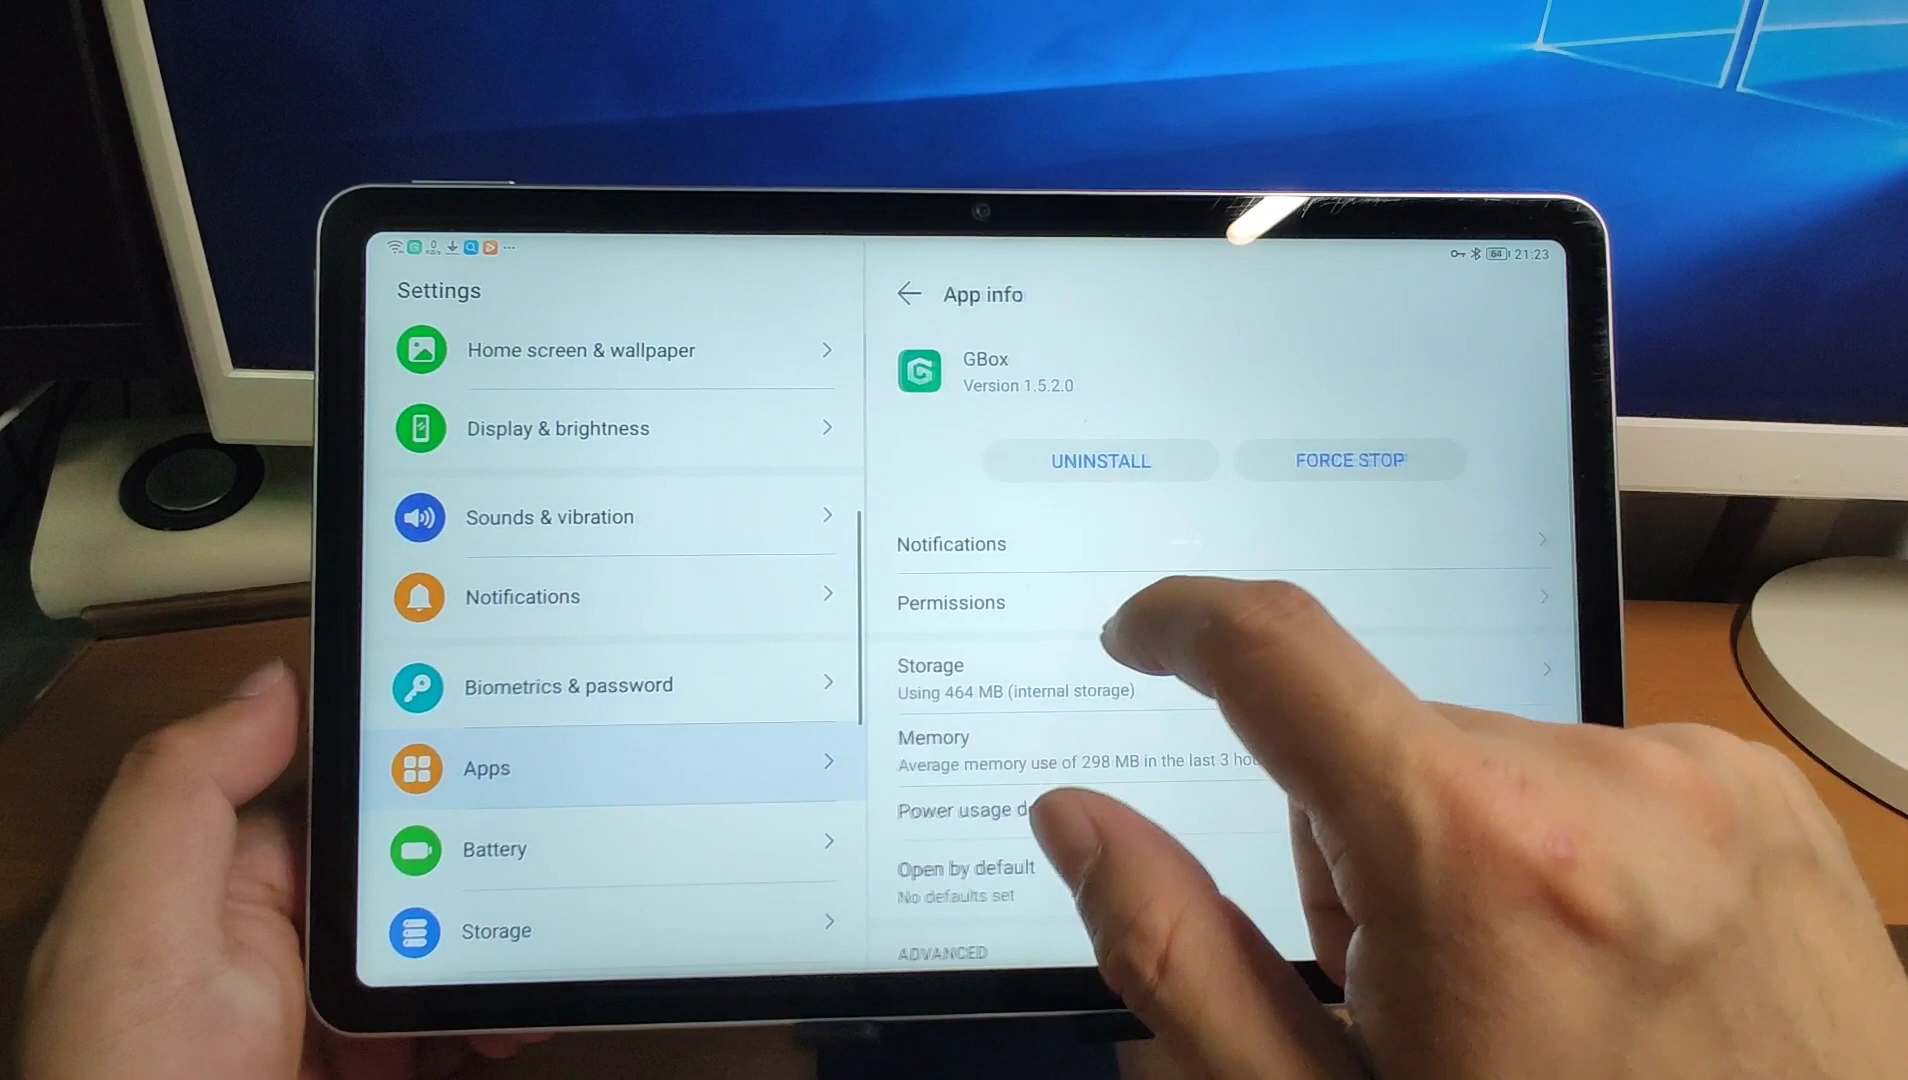 64 21:23
Settings
Home screen & wallpaper
Display & brightness
Sounds & vibration
Notifications
Biometrics & password
Apps
Battery
Storage
App info
GBox
Version 1.5.2.0
UNINSTALL
FORCE STOP
Notifications
Permissions
Storage
Using 464 MB (internal storage)
Memory
Average memory use of 298 MB in the last 3
Power usage
Open by default
No defaults set
ADVANCED